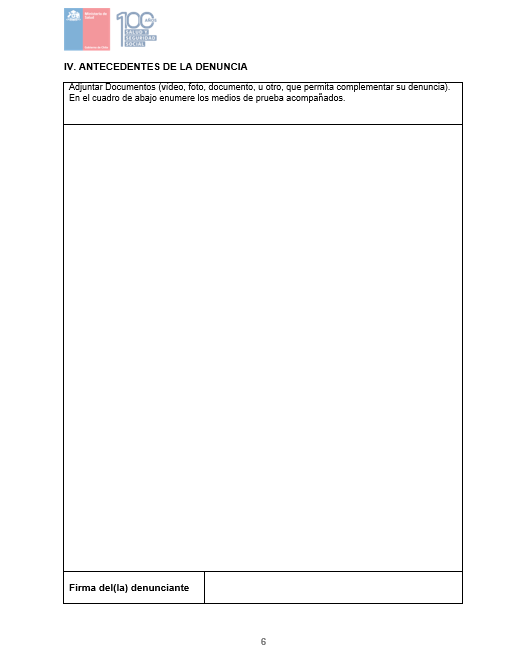 Ministerio de
Salud
Gobierno de Chile
100 AÑOS
SALUD Y
SEGURIDAD
SOCIAL
IV. ANTECEDENTES DE LA DENUNCIA
Adjuntar Documentos (vídeo, foto, documento, u otro, que permita complementar su denuncia).
En el cuadro de abajo enumere los medios de prueba acompañados.
Firma del(la) denunciante
6